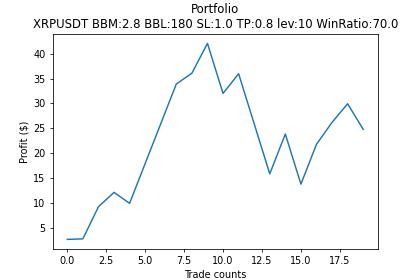 Portfolio
XRPUSDT BBM:2.8 BBL:180 SL:1.0 TP:0.8 lev:10 WinRatio:70.0
40
35
30
25
20
15
10
5
Profit ($)
0.0 2.5 5.0 7.5 10.0 12.5 15.0 17.5
Trade counts